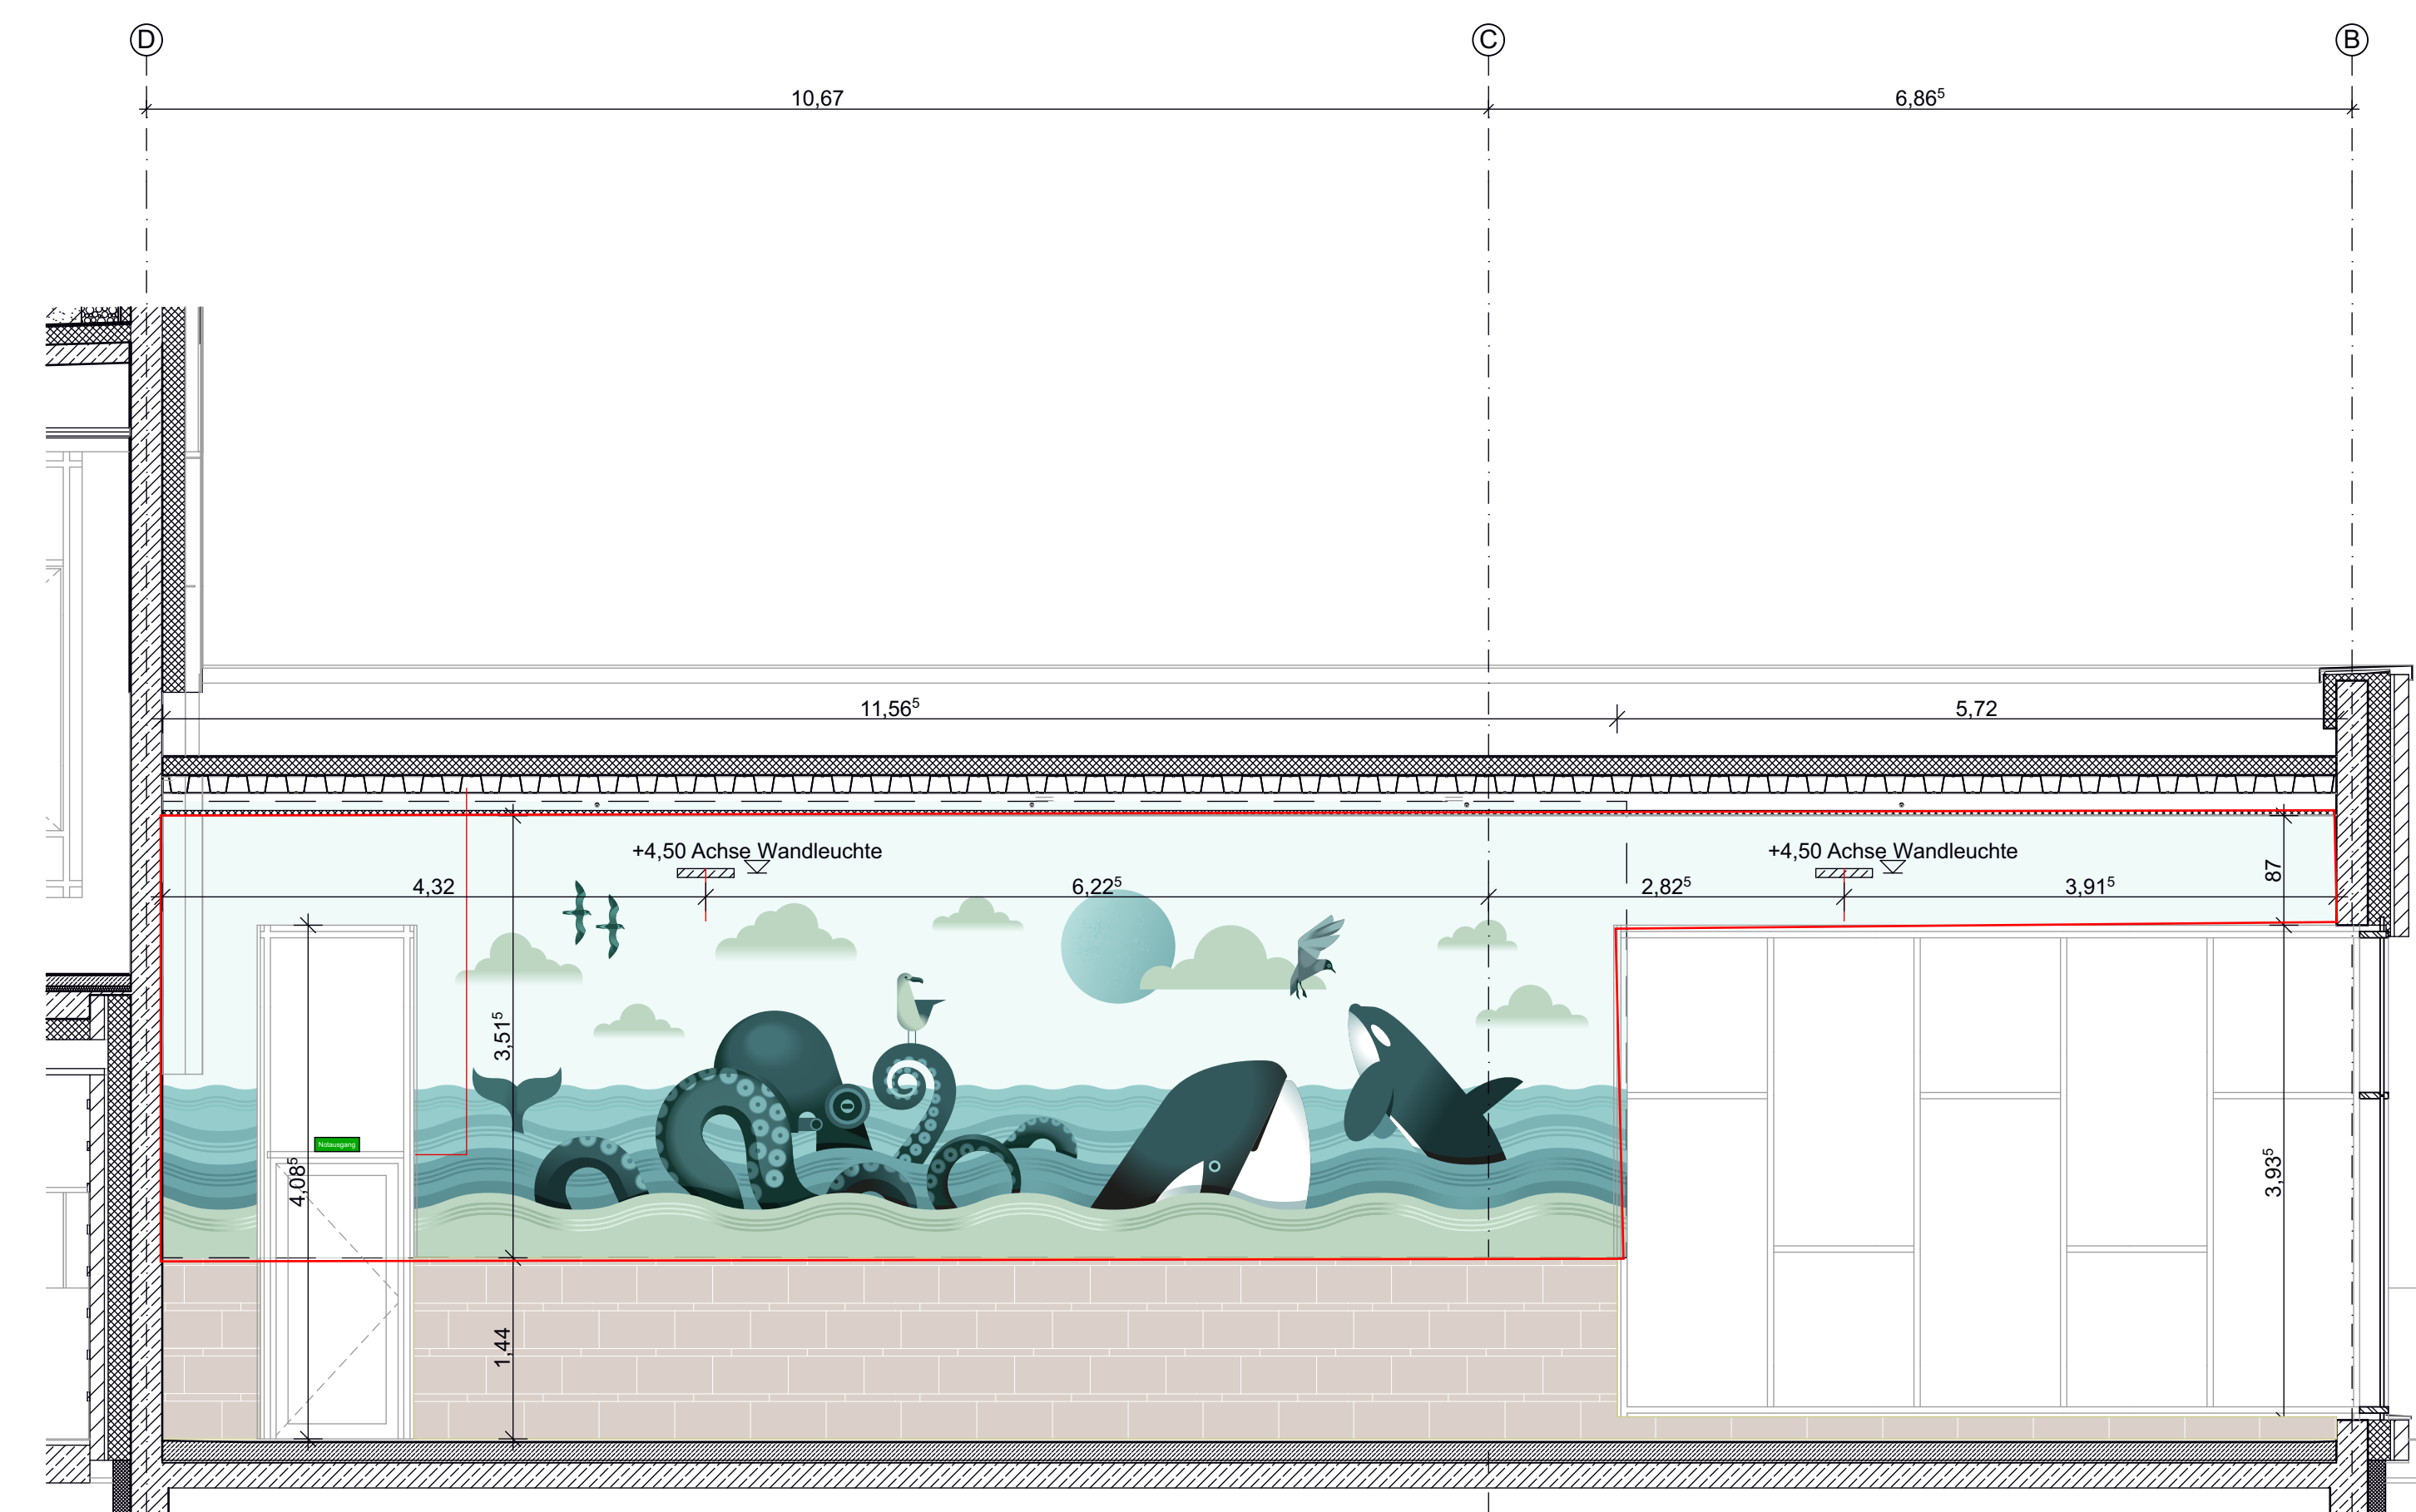 D
C
B
10,67
6,86⁵
11,56⁵
5,72
+4,50 Achse Wandleuchte
+4,50 Achse Wandleuchte
87
4,32
6,22⁵
2,82⁵
3,91⁵
3,51⁵
Notausgang
4,08⁵
3,93⁵
1,44